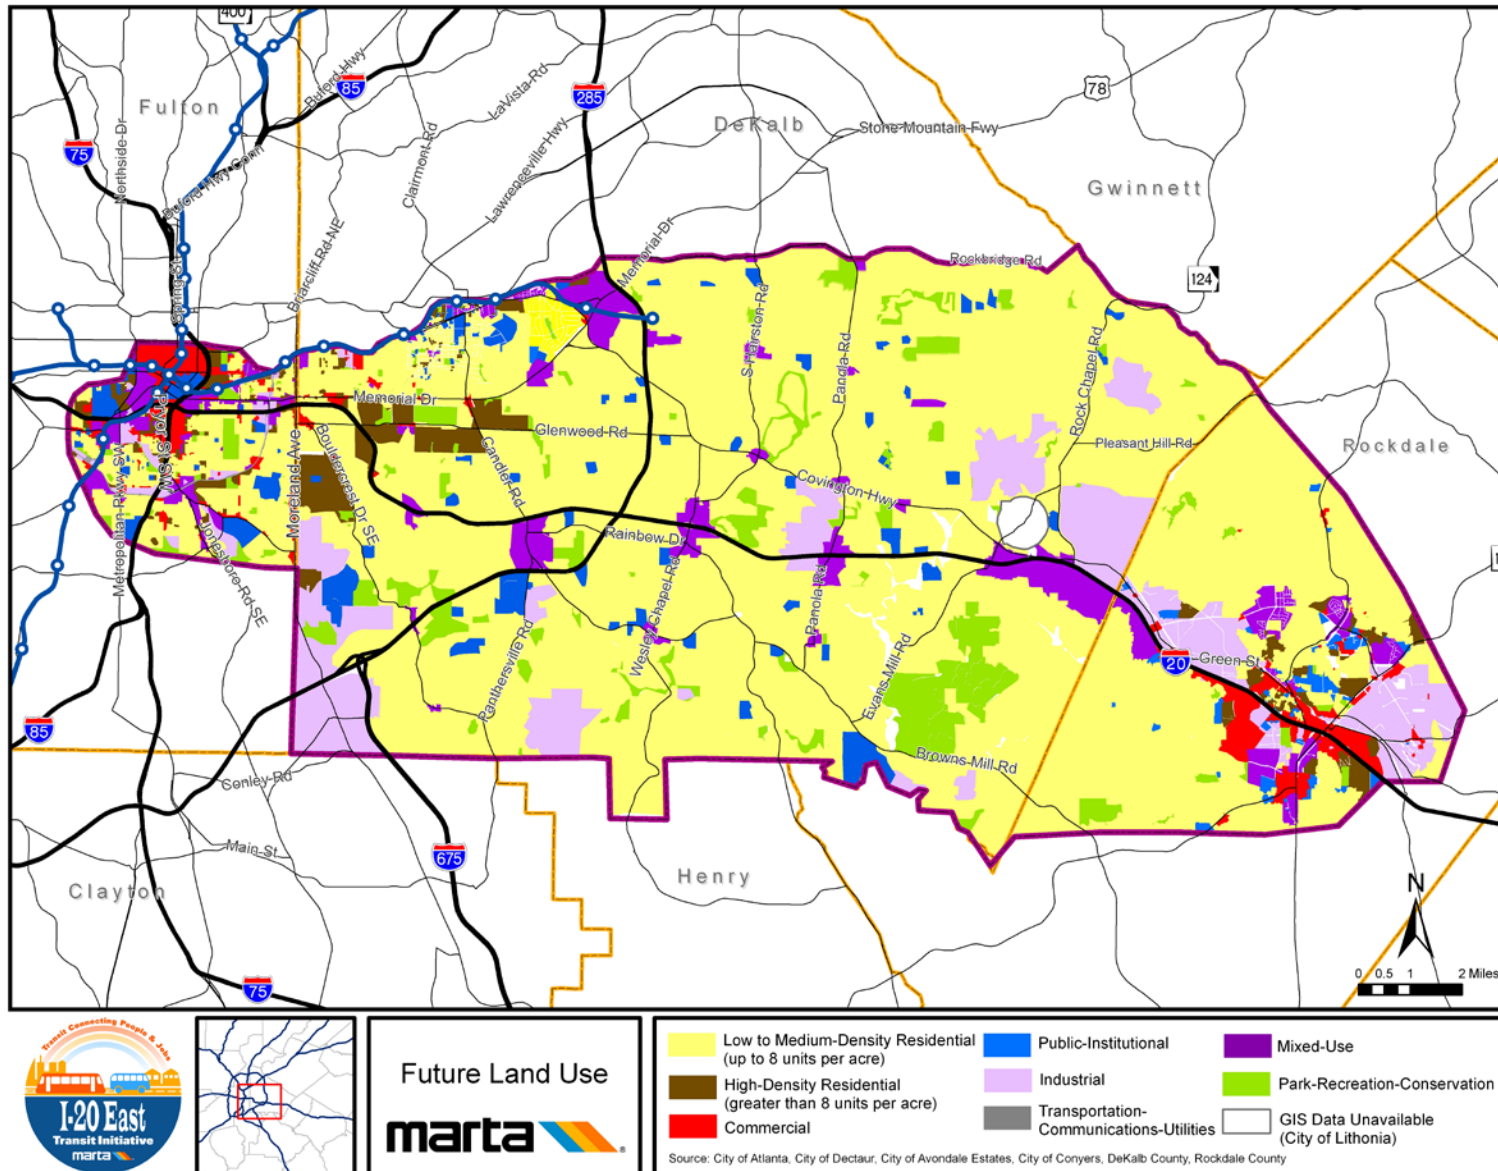 400
Fulton
75
Northside Dr
Buford Hwy
85
Buford Hwy Conn
Spring St
Briarcliff Rd NE
Clairmont Rd
LaVista Rd
Lawrenceville Hwy
285
DeKalb
78
Stone Mountain Fwy
Gwinnett
124
Memorial Dr
Rockbridge Rd
S Hairston Rd
Panola Rd
Rock Chapel Rd
Pleasant Hill Rd
Rockdale
Memorial Dr
Glenwood Rd
Pryor St SW
Metropolitan Pkwy SW
Moreland Ave
Bouldercrest Dr SE
Candler Rd
Covington Hwy
Rainbow Dr
Jonesboro Rd SE
Wesley Chapel Rd
Panola Rd
Panthersville Rd
Evans Mill Rd
Browns Mill Rd
20
Green St
85
Conley Rd
Main St
Clayton
675
Henry
75
N
0 0.5 1 2 Miles
Transit Connecting People & Jobs
I-20 East
Transit Initiative
marta
Future Land Use
marta
Low to Medium-Density Residential
(up to 8 units per acre)
High-Density Residential
(greater than 8 units per acre)
Commercial
Public-Institutional
Industrial
Transportation-
Communications-Utilities
Mixed-Use
Park-Recreation-Conservation
GIS Data Unavailable
(City of Lithonia)
Source: City of Atlanta, City of Dectaur, City of Avondale Estates, City of Conyers, DeKalb County, Rockdale County